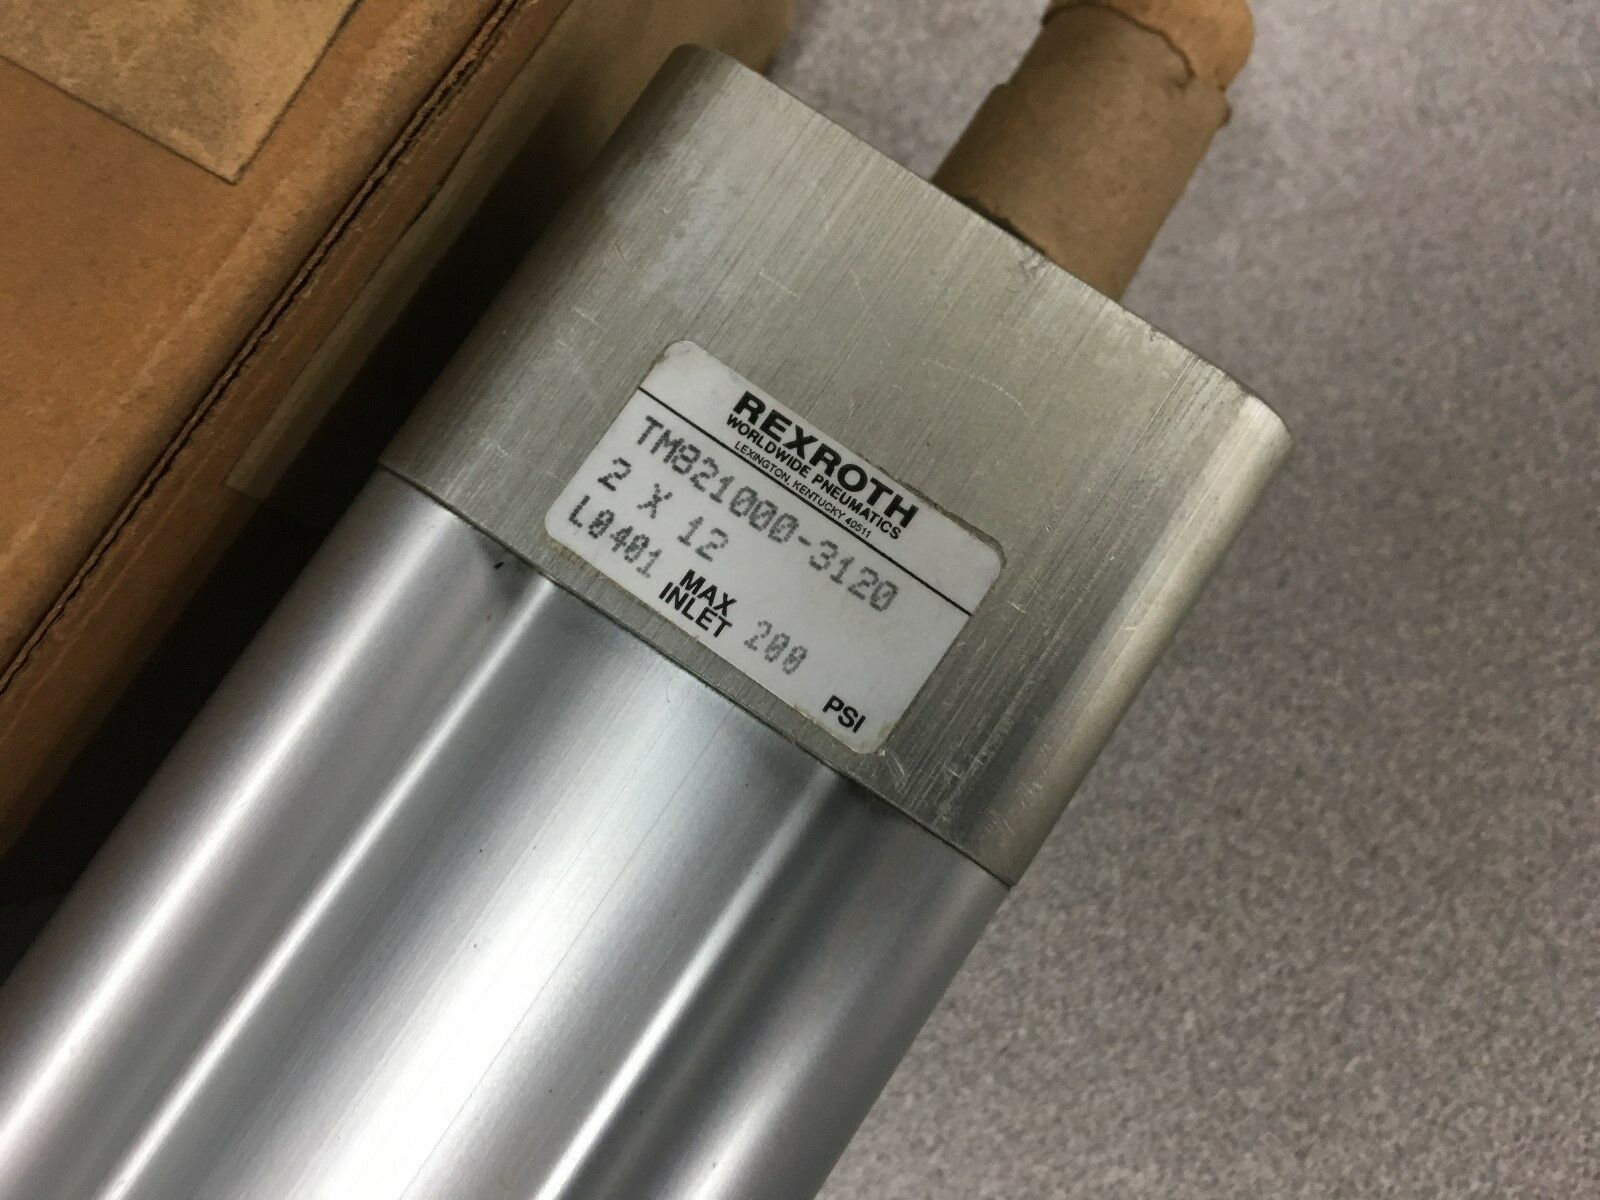 REXROTH
WORLDWIDE PNEUMATICS
LEXINGTON, KENTUCKY 40511
TM821000-3120
2 X 12
L0401
MAX
INLET 200 PSI